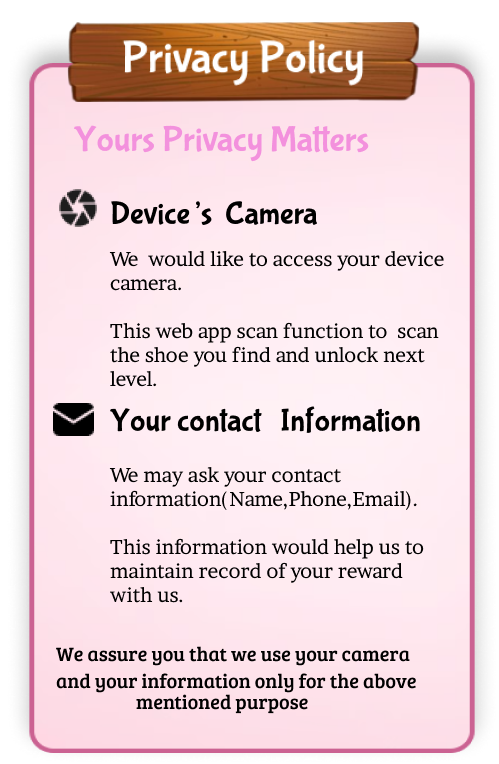 Privacy Policy
Yours Privacy Matters
Device's Camera
We would like to access your device
camera.
This web app scan function to scan
the shoe you find and unlock next
level.
Your contact Information
We may ask your contact
information(Name,Phone,Email).
This information would help us to
maintain record of your reward
with us.
We assure you that we use your camera
and your information only for the above
mentioned purpose